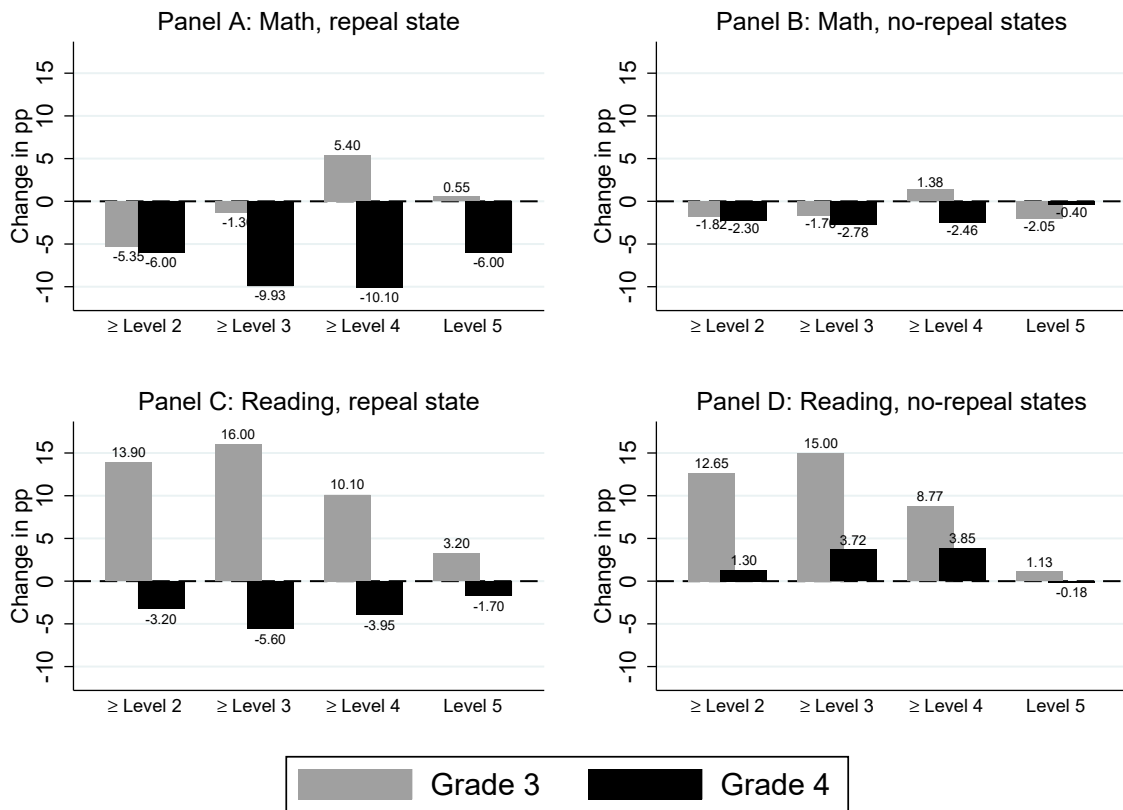 Panel A: Math, repeal state
Change in pp
15
10
5
0
-5
-10
-5.35
-6.00
-9.93
5.40
-10.10
0.55
-6.00
≥ Level 2
≥ Level 3
≥ Level 4
Level 5
Panel B: Math, no-repeal states
Change in pp
15
10
5
0
-5
-10
-1.82
-2.30
-2.78
1.38
-2.46
-2.05
-0.40
≥ Level 2
≥ Level 3
≥ Level 4
Level 5
Panel C: Reading, repeal state
Change in pp
15
10
5
0
-5
-10
13.90
-3.20
16.00
-5.60
10.10
-3.95
3.20
-1.70
≥ Level 2
≥ Level 3
≥ Level 4
Level 5
Panel D: Reading, no-repeal states
Change in pp
15
10
5
0
-5
-10
12.65
1.30
15.00
3.72
8.77
3.85
1.13
-0.18
≥ Level 2
≥ Level 3
≥ Level 4
Level 5
Grade 3
Grade 4